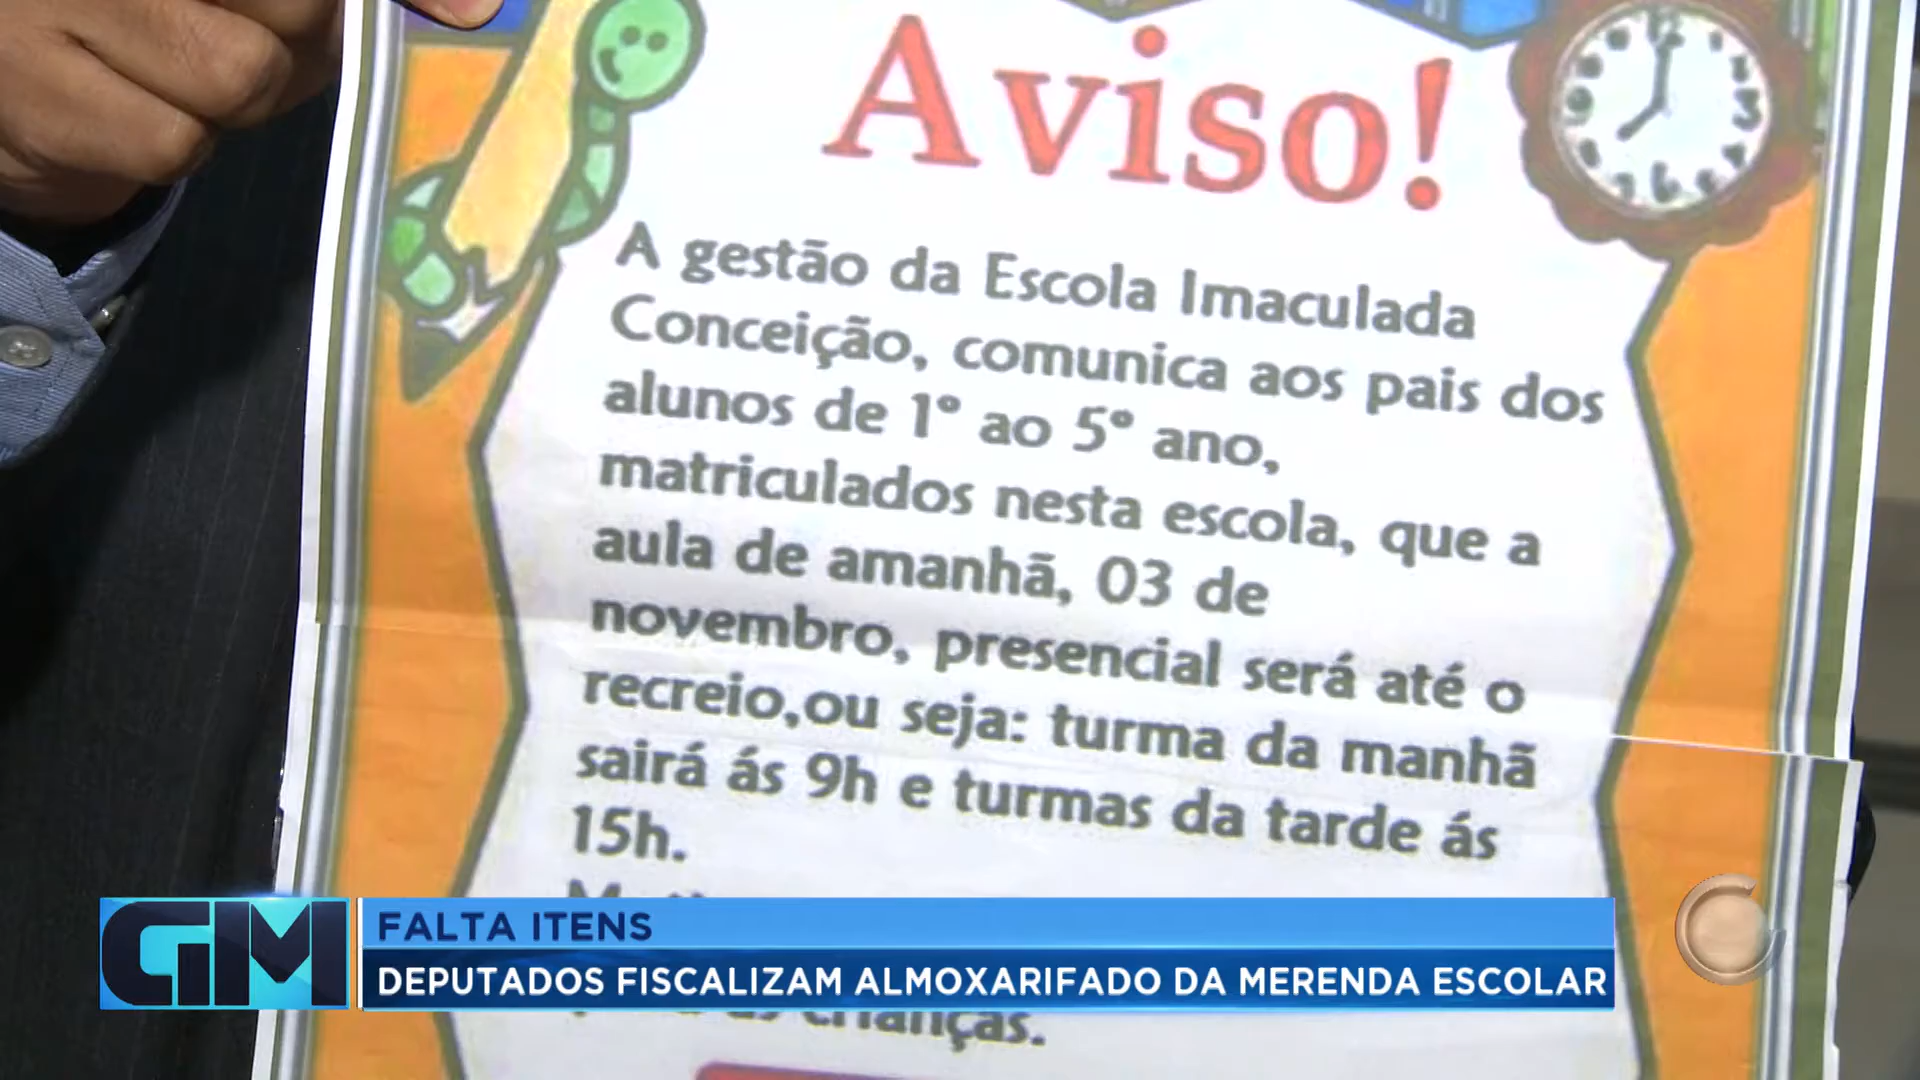 Aviso!
A gestão da Escola Imaculada
Conceição, comunica aos pais dos
alunos de 1° ao 5° ano,
matriculados nesta escola, que a
aula de amanhã, 03 de
novembro, presencial será até o
recreio,ou seja: turma da manhã
sairá ás 9h e turmas da tarde ás
15h.
GM
FALTA ITENS
DEPUTADOS FISCALIZAM ALMOXARIFADO DA MERENDA ESCOLAR
crianças.